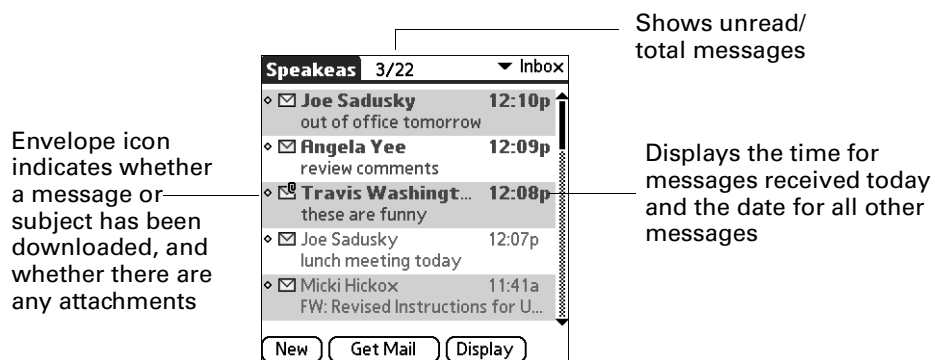 Shows unread/
total messages
Speakeas 3/22 Inbox
Joe Sadusky 12:10p
out of office tomorrow
Angela Yee 12:09p
review comments
Travis Washingt... 12:08p
these are funny
Joe Sadusky 12:07p
lunch meeting today
Micki Hickox 11:41a
FW: Revised Instructions for U...
New Get Mail Display
Envelope icon
indicates whether
a message or
subject has been
downloaded, and
whether there are
any attachments
Displays the time for
messages received today
and the date for all other
messages